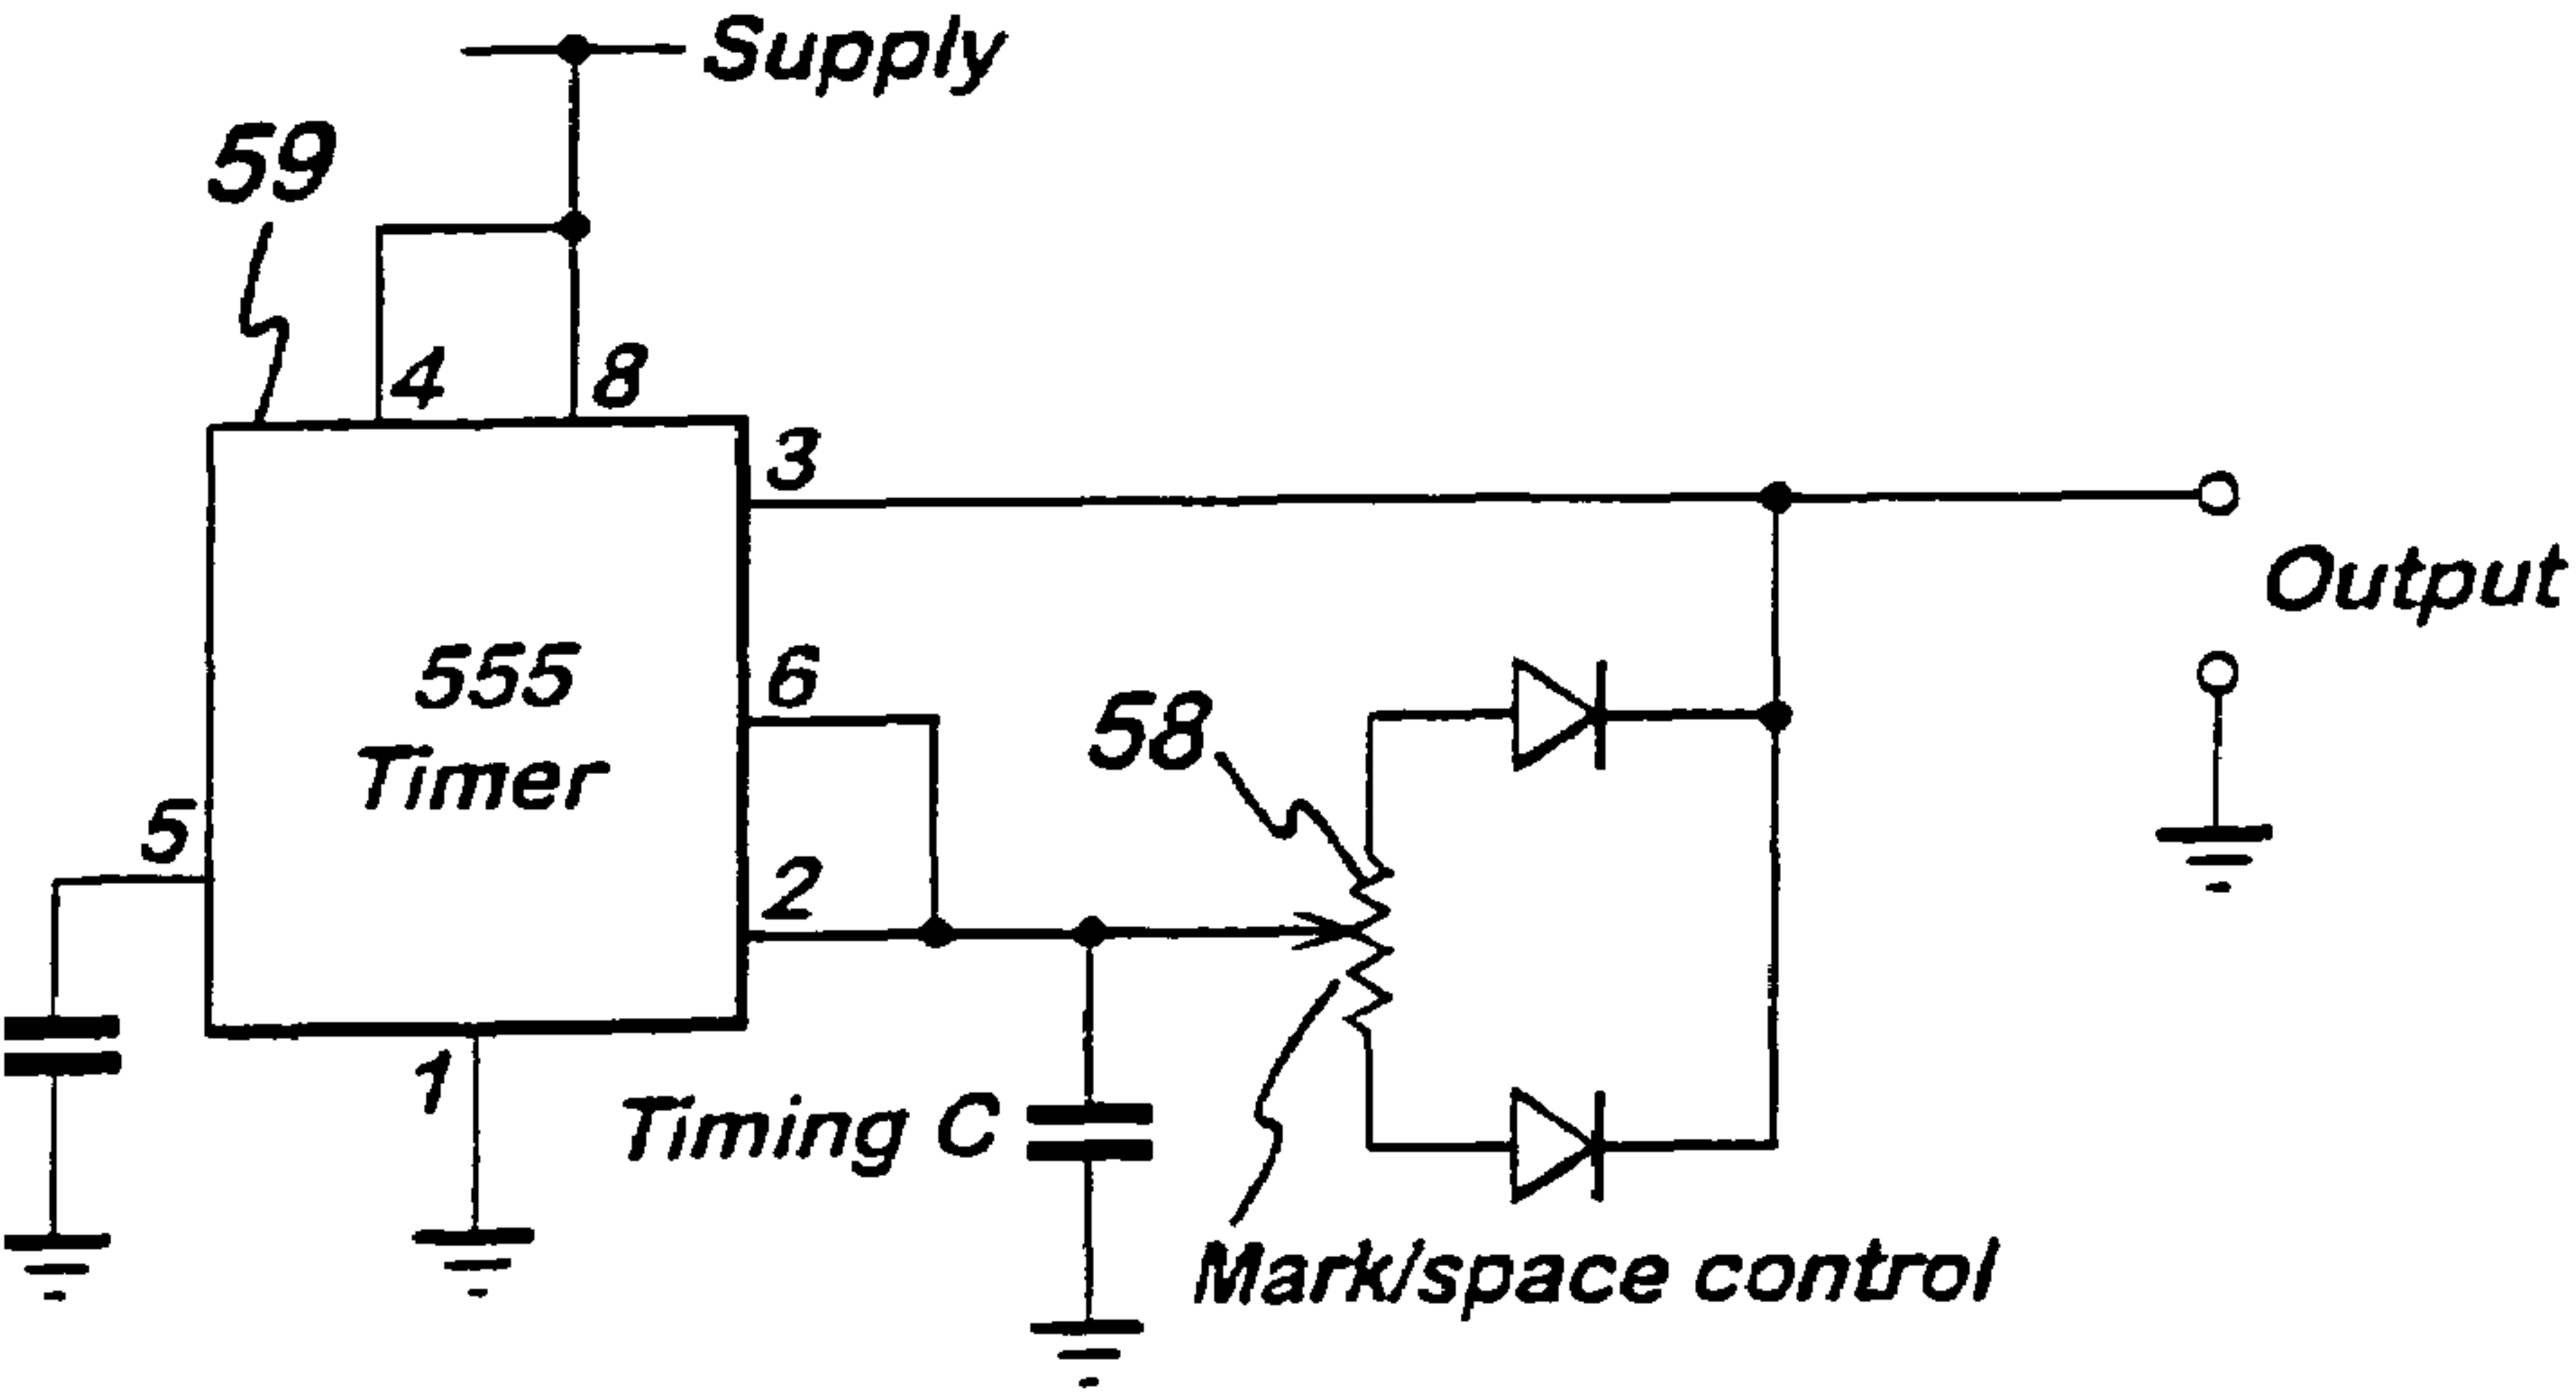 Supply
59
4
8
3
Output
555
Timer
6
58
5
2
1
Timing C
Mark/space control